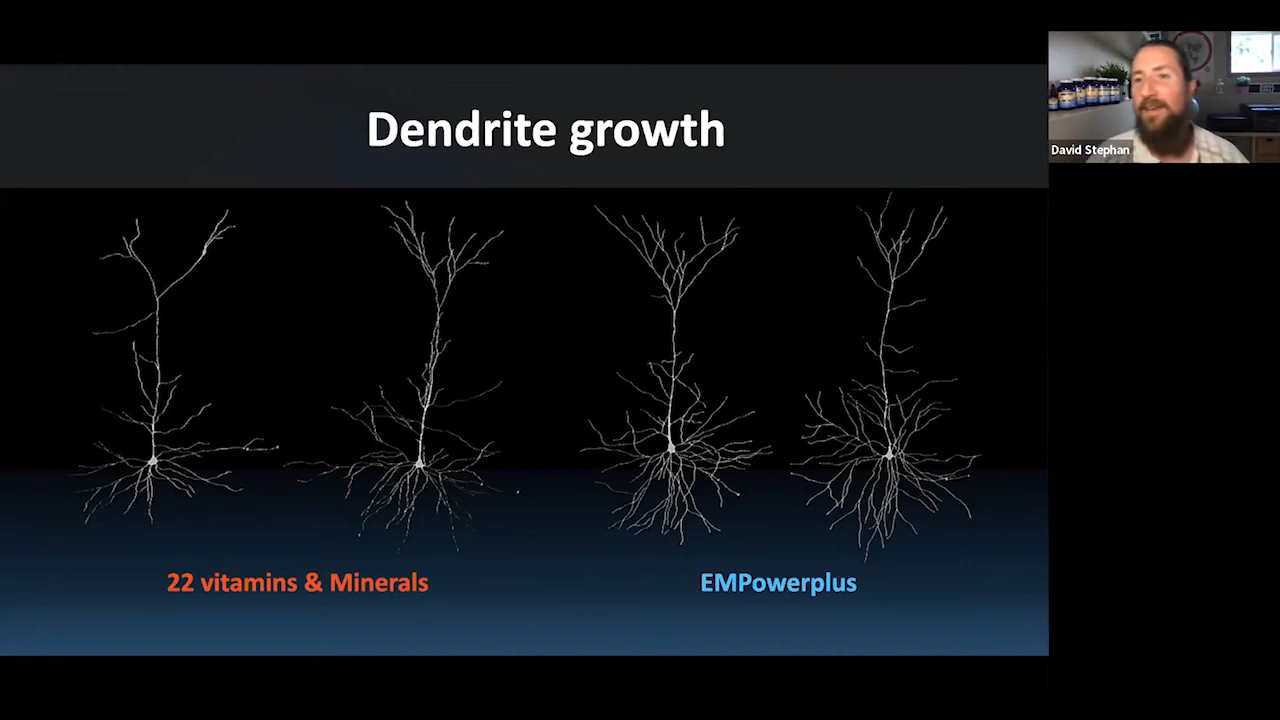 Dendrite growth
David Stephan
22 vitamins & Minerals
EMPowerplus